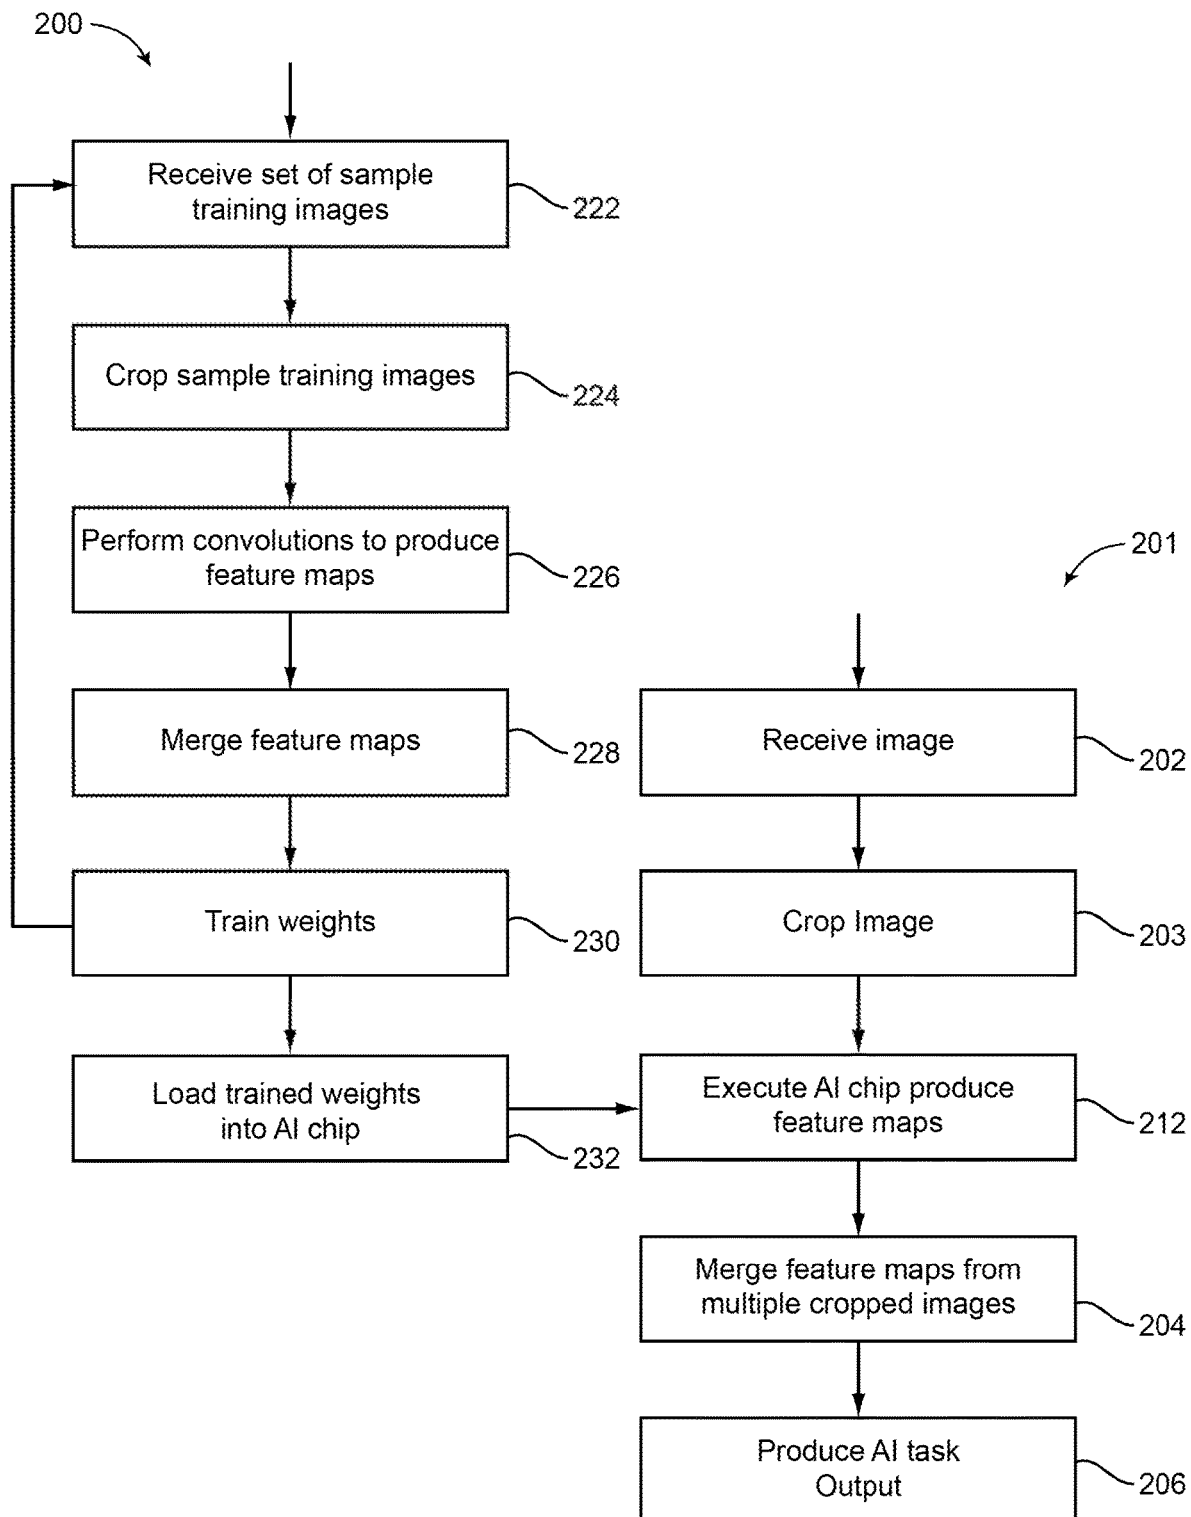 200
Receive set of sample
training images
222
Crop sample training images
224
Perform convolutions to produce
feature maps
226
Merge feature maps
228
Train weights
230
Load trained weights
into AI chip
232
201
Receive image
202
Crop Image
203
Execute AI chip produce
feature maps
212
Merge feature maps from
multiple cropped images
204
Produce AI task
Output
206